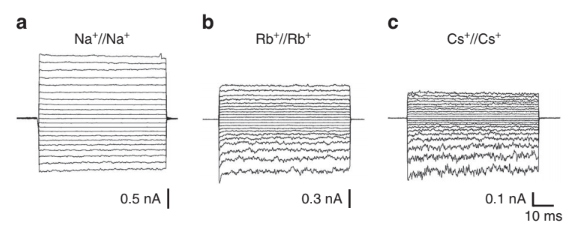 a
Na⁺//Na⁺
0.5 nA
b
Rb⁺//Rb⁺
0.3 nA
c
Cs⁺//Cs⁺
0.1 nA
10 ms